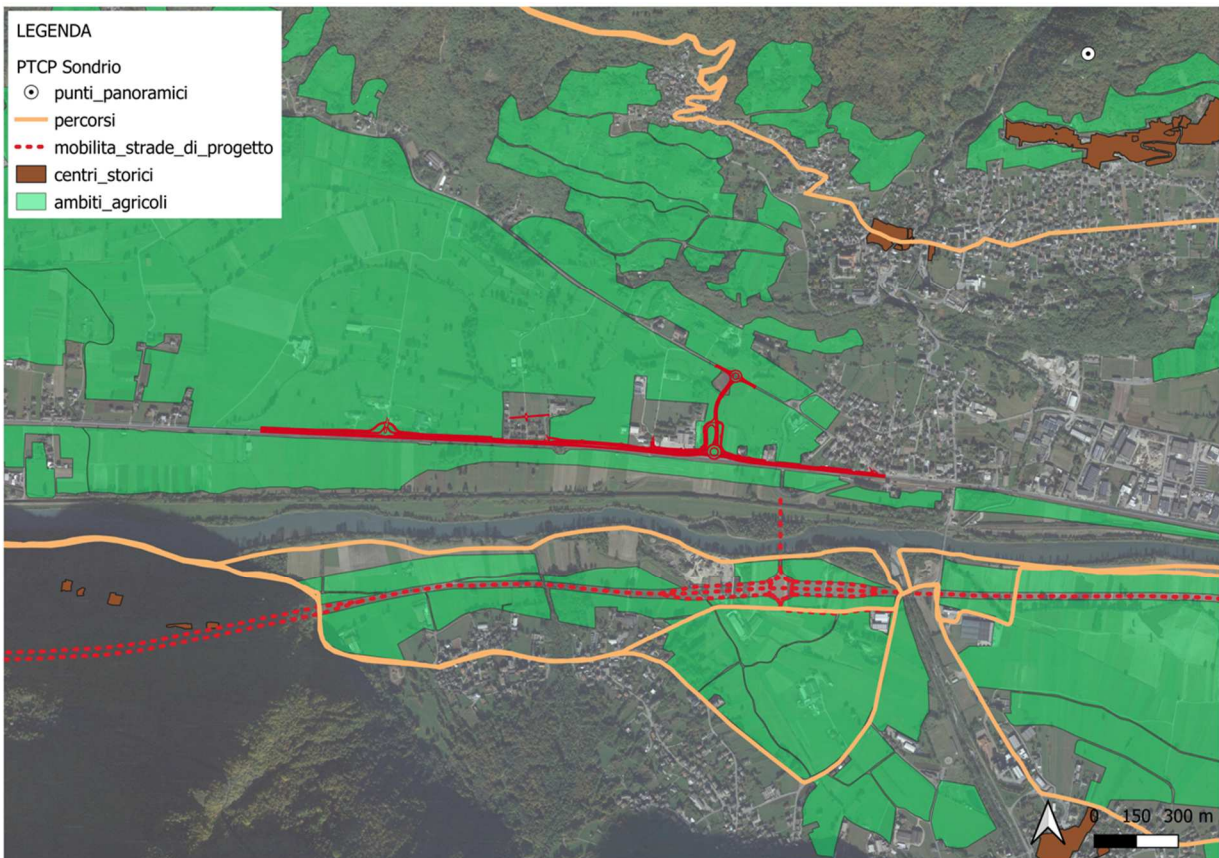 LEGENDA
PTCP Sondrio
punti_panoramici
percorsi
mobilita_strade_di_progetto
centri_storici
ambiti_agricoli
0 150 300 m